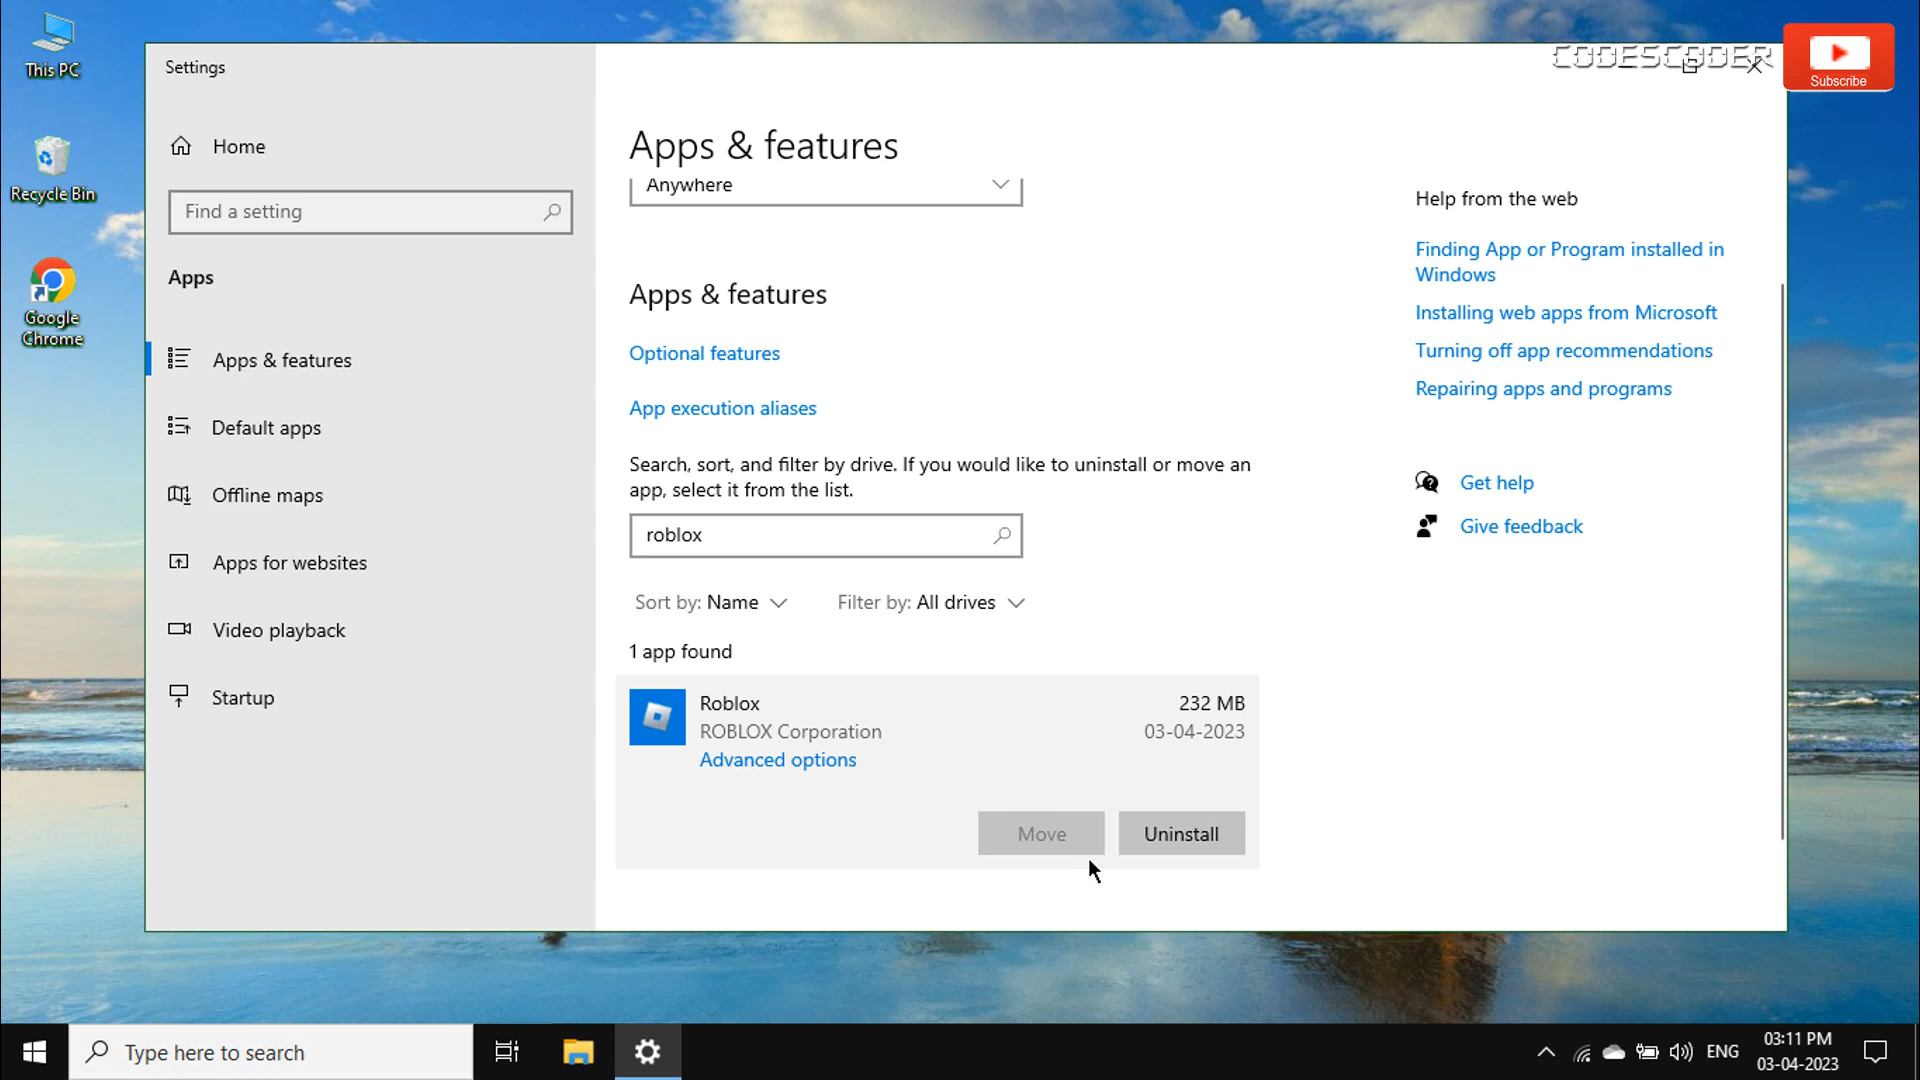 This PC
Recycle Bin
Google
Chrome
CODESCODER
Subscribe
Settings
Home
Find a setting
Apps
Apps & features
Default apps
Offline maps
Apps for websites
Video playback
Startup
Apps & features
Anywhere
Apps & features
Optional features
App execution aliases
Search, sort, and filter by drive. If you would like to uninstall or move an
app, select it from the list.
roblox
Sort by: Name
Filter by: All drives
1 app found
Roblox
232 MB
ROBLOX Corporation
03-04-2023
Advanced options
Move
Uninstall
Help from the web
Finding App or Program installed in
Windows
Installing web apps from Microsoft
Turning off app recommendations
Repairing apps and programs
Get help
Give feedback
Type here to search
ENG
03:11 PM
03-04-2023